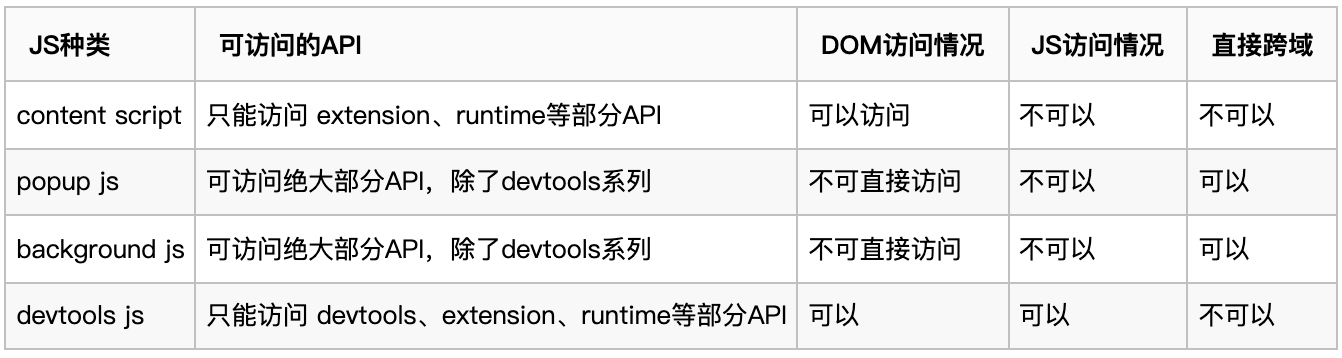 JS种类 可访问的API DOM访问情况 JS访问情况 直接跨域
content script 只能访问 extension、runtime等部分API 可以访问 不可以 不可以
popup js 可访问绝大部分API，除了devtools系列 不可直接访问 不可以 可以
background js 可访问绝大部分API，除了devtools系列 不可直接访问 不可以 可以
devtools js 只能访问 devtools、extension、runtime等部分API 可以 可以 不可以